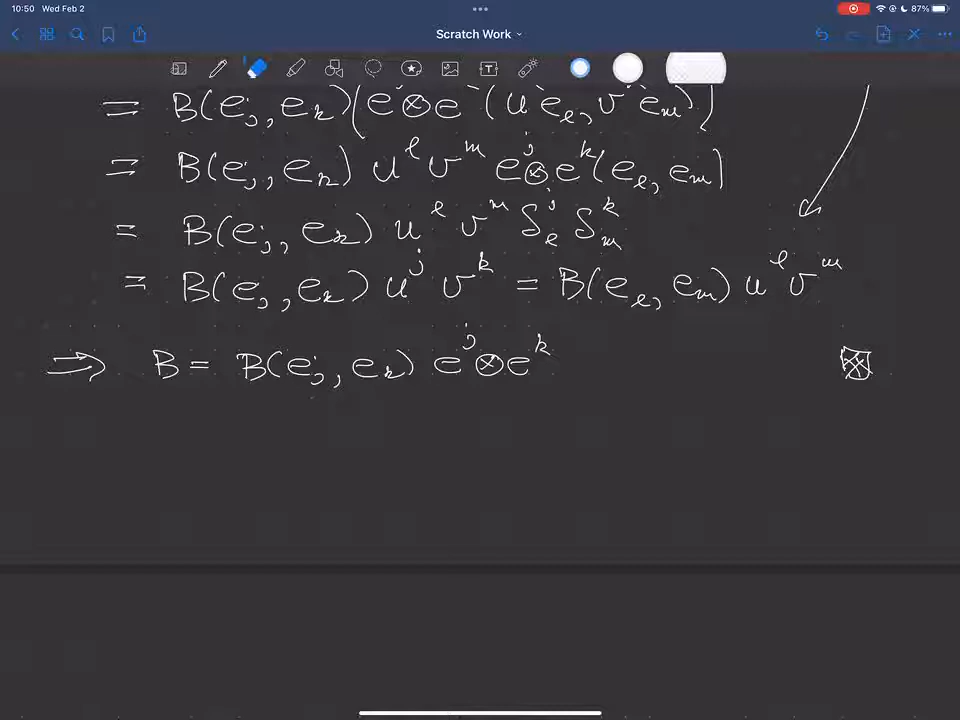 10:50 Wed Feb 2
87%
Scratch Work
= B(e_j, e_k)(e^j⊗e^k(u^l e_l, v^m e_m))
= B(e_j, e_k) u^l v^m e^j⊗e^k(e_l, e_m)
= B(e_j, e_k) u^l v^m δ^j_l δ^k_m
= B(e_j, e_k) u^j v^k = B(e_l, e_m) u^l v^m
⇒ B = B(e_j, e_k) e^j⊗e^k